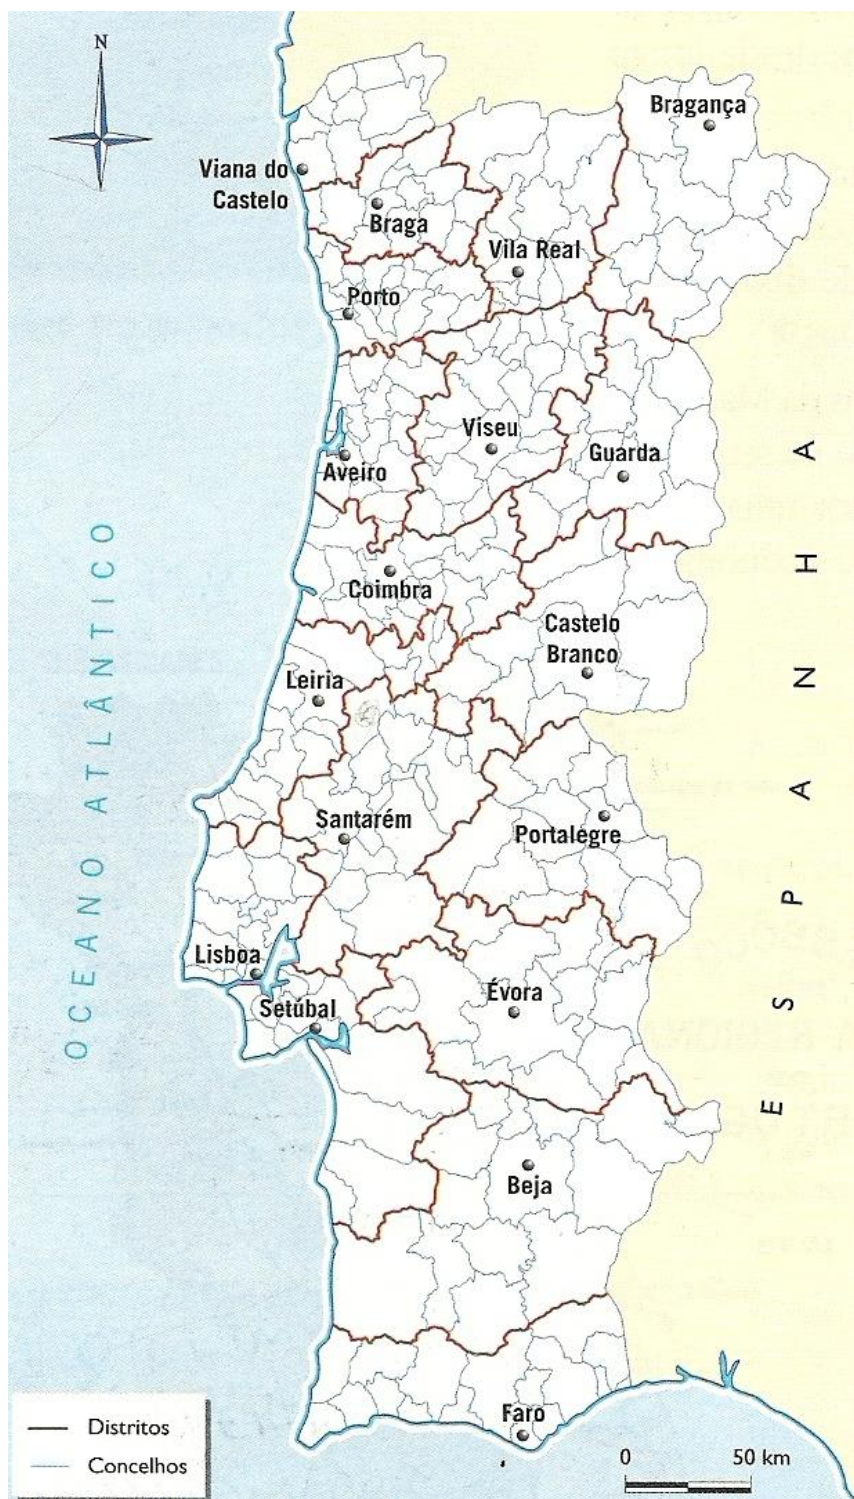 N
Bragança
Viana do
Castelo
Braga
Vila Real
Porto
Viseu
Guarda
Aveiro
Coimbra
Castelo
Branco
Leiria
Santarém
Portalegre
Lisboa
Setúbal
Évora
Beja
Faro
OCEANO ATLÂNTICO
ESPANHA
Distritos
Concelhos
0 50 km